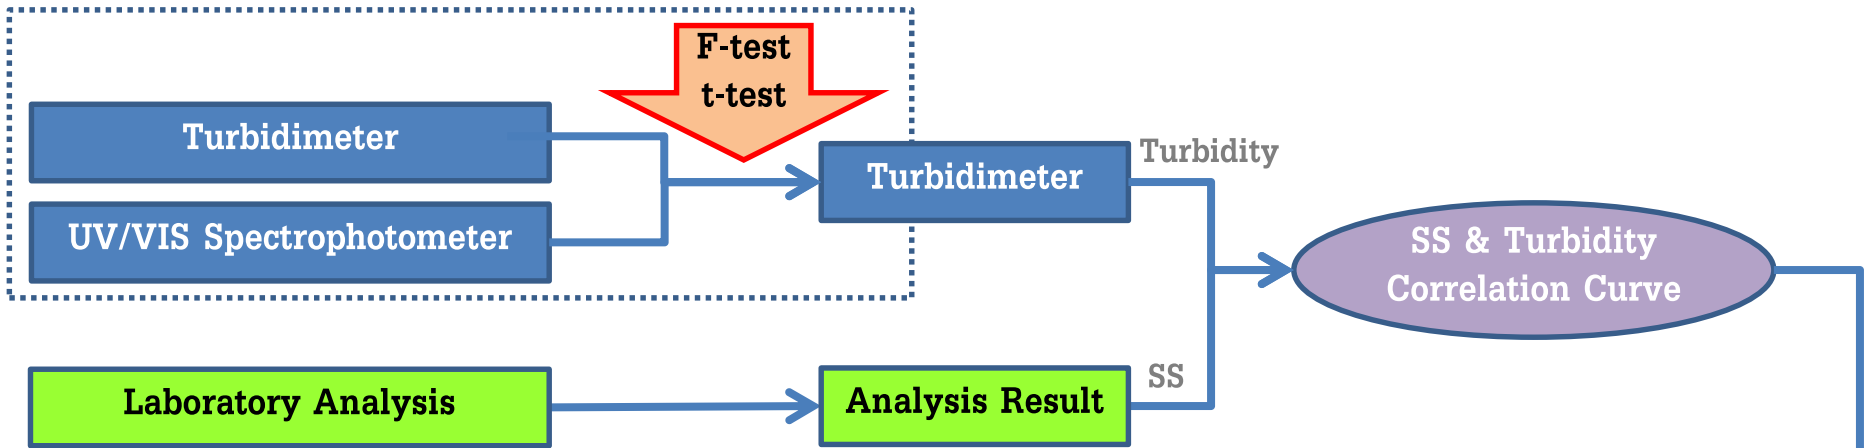 F-test
t-test
Turbidimeter
UV/VIS Spectrophotometer
Turbidimeter
Turbidity
SS & Turbidity
Correlation Curve
Laboratory Analysis
Analysis Result
SS